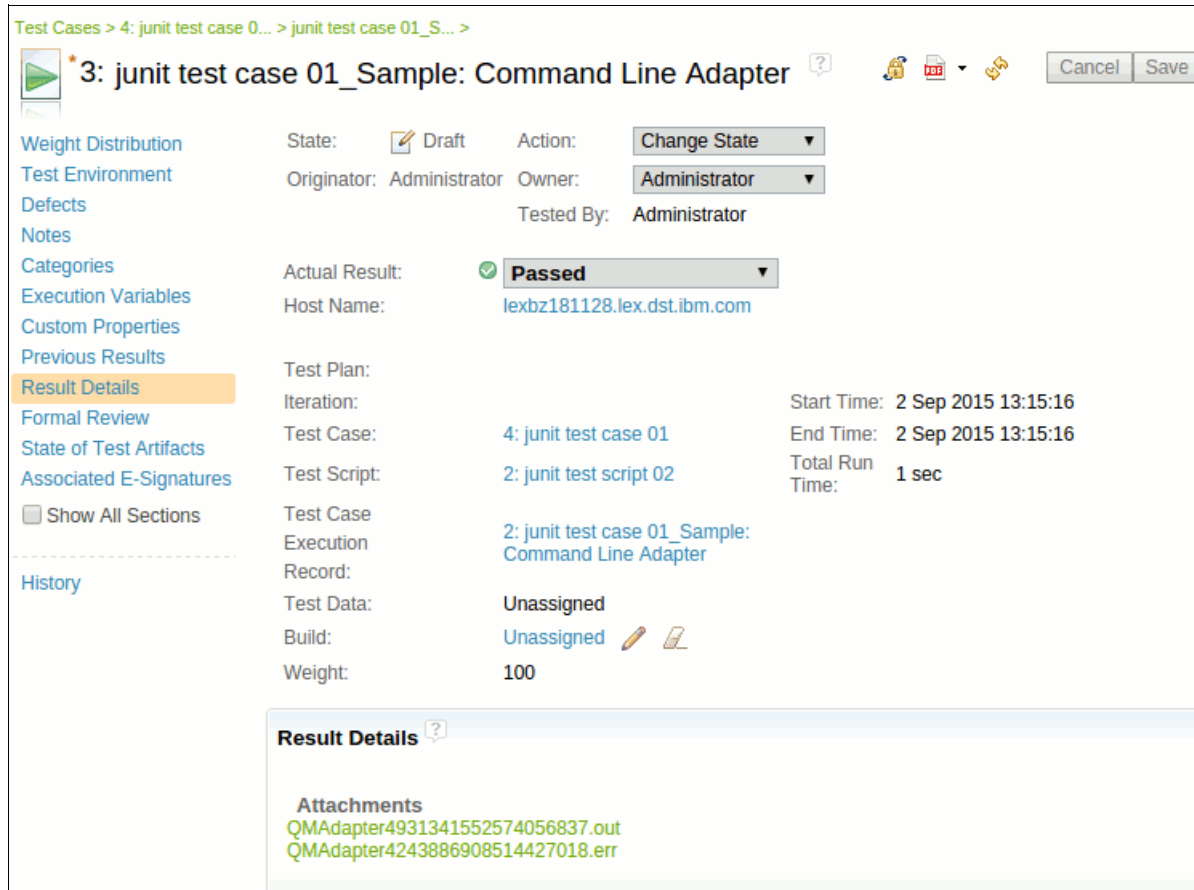 Test Cases > 4: junit test case 0... > junit test case 01_S... >
*3: junit test case 01_Sample: Command Line Adapter ?
PDF
Cancel Save
Weight Distribution
Test Environment
Defects
Notes
Categories
Execution Variables
Custom Properties
Previous Results
Result Details
Formal Review
State of Test Artifacts
Associated E-Signatures
Show All Sections
History
State: Draft Action: Change State
Originator: Administrator Owner: Administrator
Tested By: Administrator
Actual Result: Passed
Host Name: lexbz181128.lex.dst.ibm.com
Test Plan:
Iteration: Start Time: 2 Sep 2015 13:15:16
Test Case: 4: junit test case 01 End Time: 2 Sep 2015 13:15:16
Test Script: 2: junit test script 02 Total Run
Time: 1 sec
Test Case
Execution
Record:
2: junit test case 01_Sample:
Command Line Adapter
Test Data: Unassigned
Build: Unassigned
Weight: 100
Result Details ?
Attachments
QMAdapter4931341552574056837.out
QMAdapter4243886908514427018.err